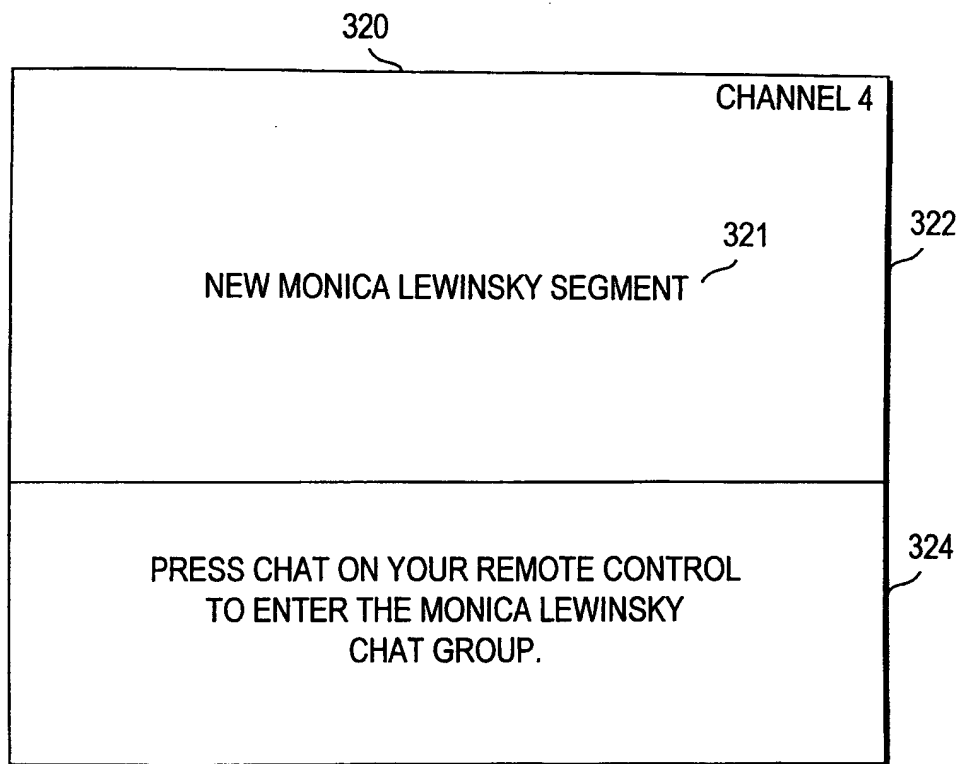 320
CHANNEL 4
322
321
NEW MONICA LEWINSKY SEGMENT
324
PRESS CHAT ON YOUR REMOTE CONTROL
TO ENTER THE MONICA LEWINSKY
CHAT GROUP.